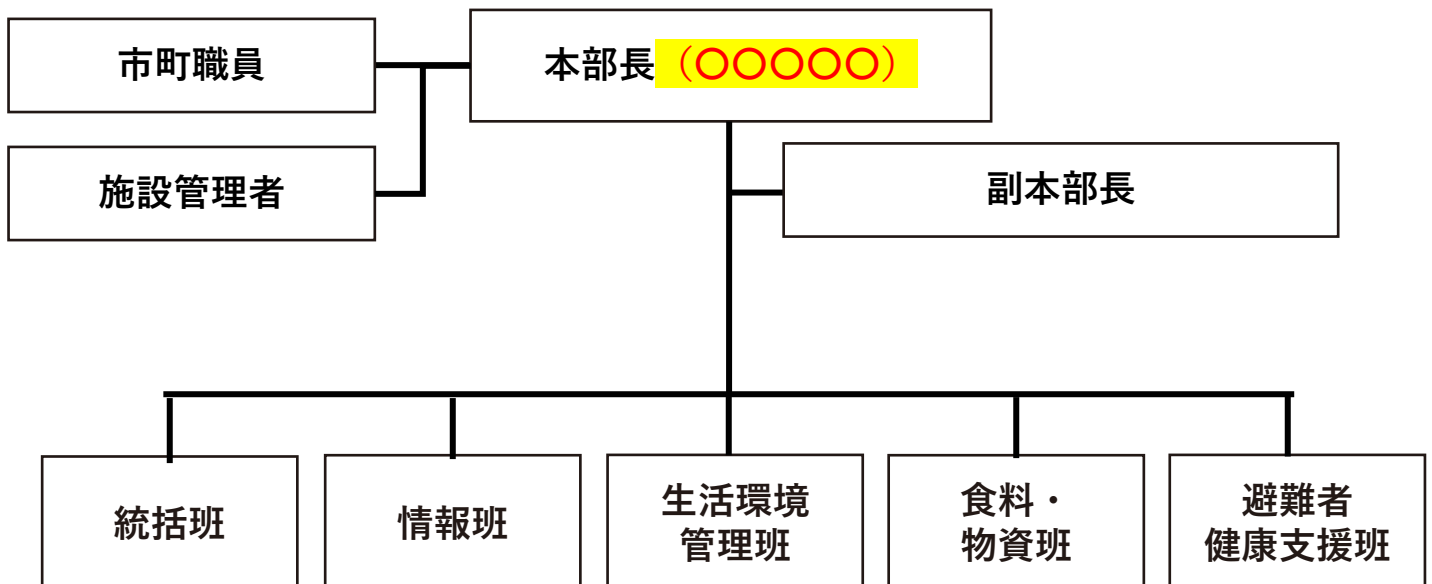 市町職員
本部長（〇〇〇〇〇）
施設管理者
副本部長
統括班
情報班
生活環境
管理班
食料・
物資班
避難者
健康支援班